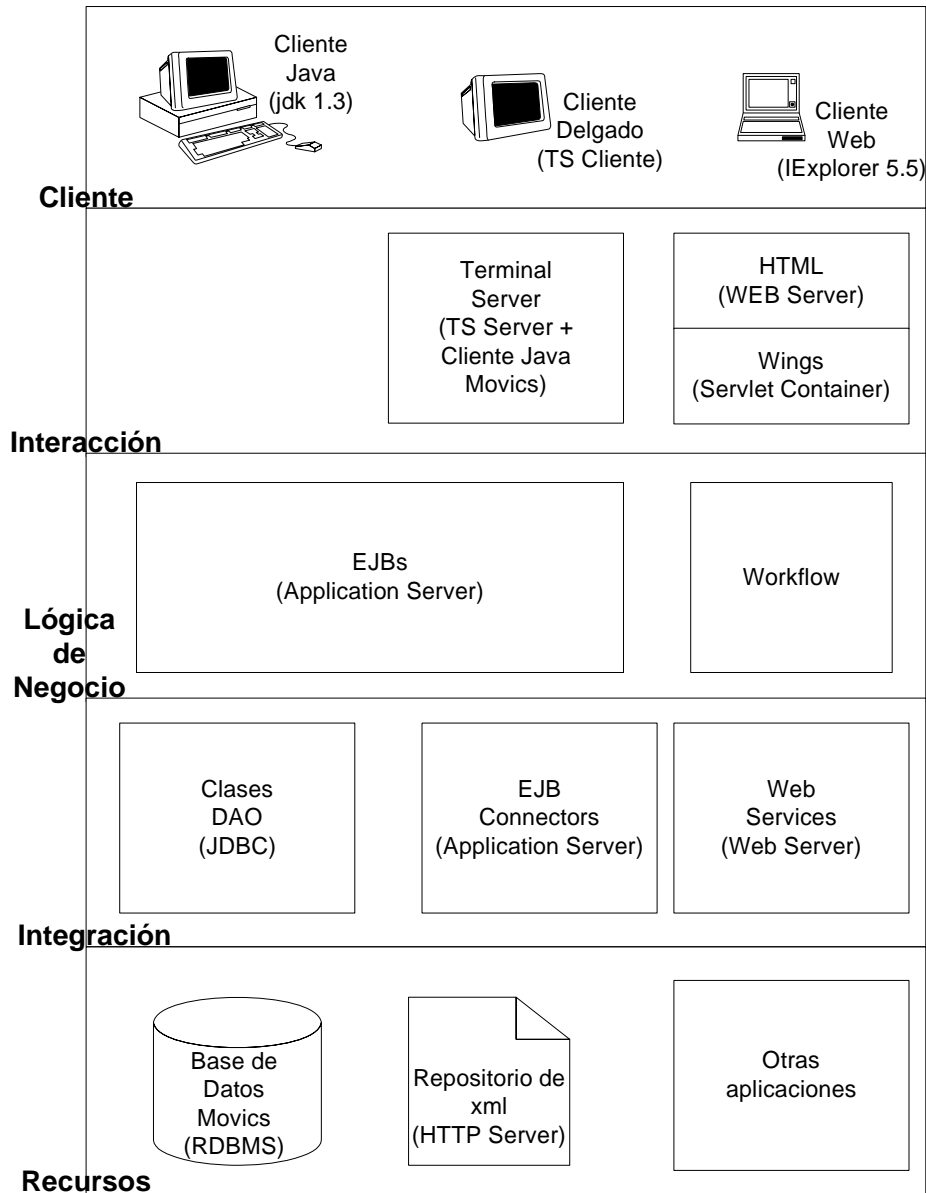 Cliente
Java
(jdk 1.3)
Cliente
Delgado
(TS Cliente)
Cliente
Web
(IExplorer 5.5)
Cliente
Terminal
Server
(TS Server +
Cliente Java
Movics)
HTML
(WEB Server)
Wings
(Servlet Container)
Interacción
EJBs
(Application Server)
Workflow
Lógica
de
Negocio
Clases
DAO
(JDBC)
EJB
Connectors
(Application Server)
Web
Services
(Web Server)
Integración
Base de
Datos
Movics
(RDBMS)
Repositorio de
xml
(HTTP Server)
Otras
aplicaciones
Recursos